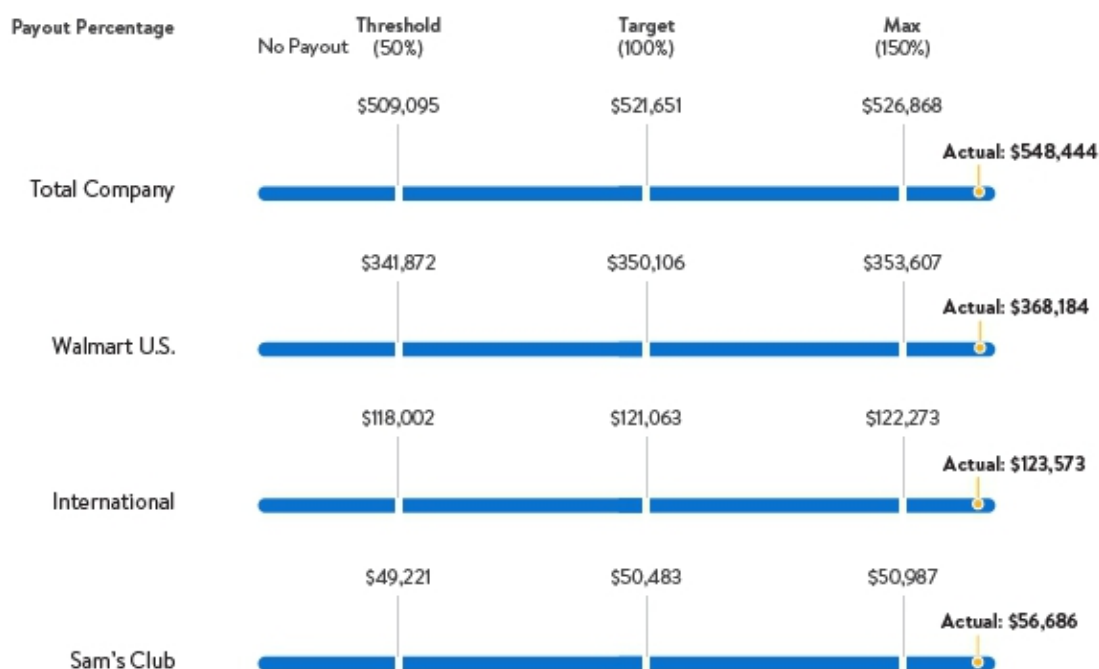 Payout Percentage
No Payout
Threshold
(50%)
Target
(100%)
Max
(150%)
$509,095 $521,651 $526,868
Actual: $548,444
Total Company
$341,872 $350,106 $353,607
Actual: $368,184
Walmart U.S.
$118,002 $121,063 $122,273
Actual: $123,573
International
$49,221 $50,483 $50,987
Actual: $56,686
Sam's Club